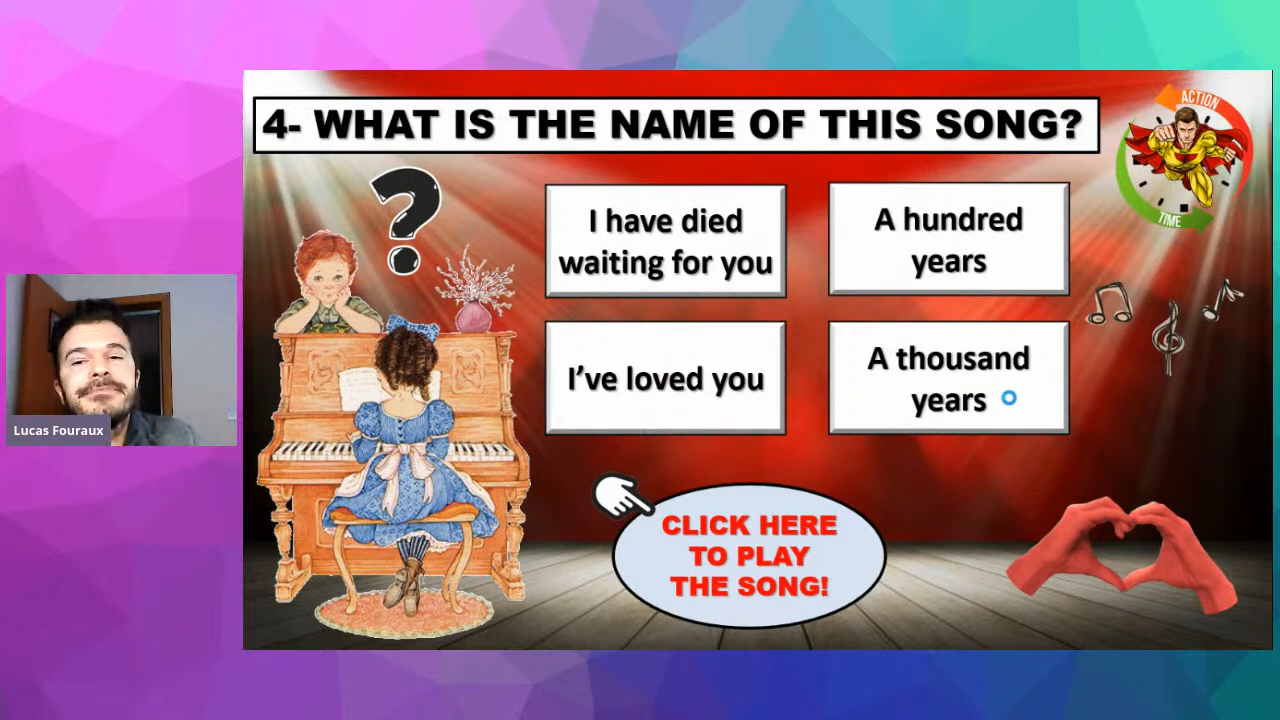 4- WHAT IS THE NAME OF THIS SONG?
ACTION
TIME
I have died
waiting for you
A hundred
years
I've loved you
A thousand
years
CLICK HERE
TO PLAY
THE SONG!
Lucas Fouraux